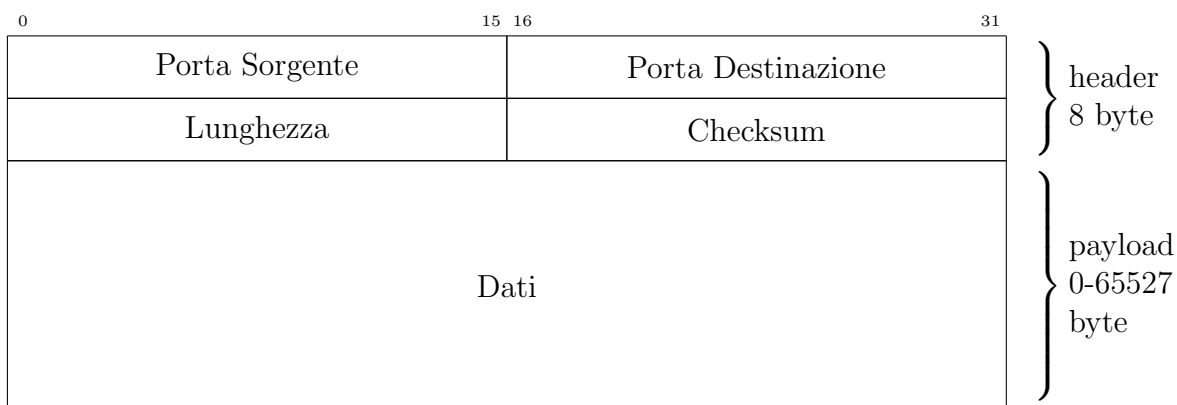 0 15 16 31
Porta Sorgente Porta Destinazione
Lunghezza Checksum
header
8 byte
Dati
payload
0-65527
byte